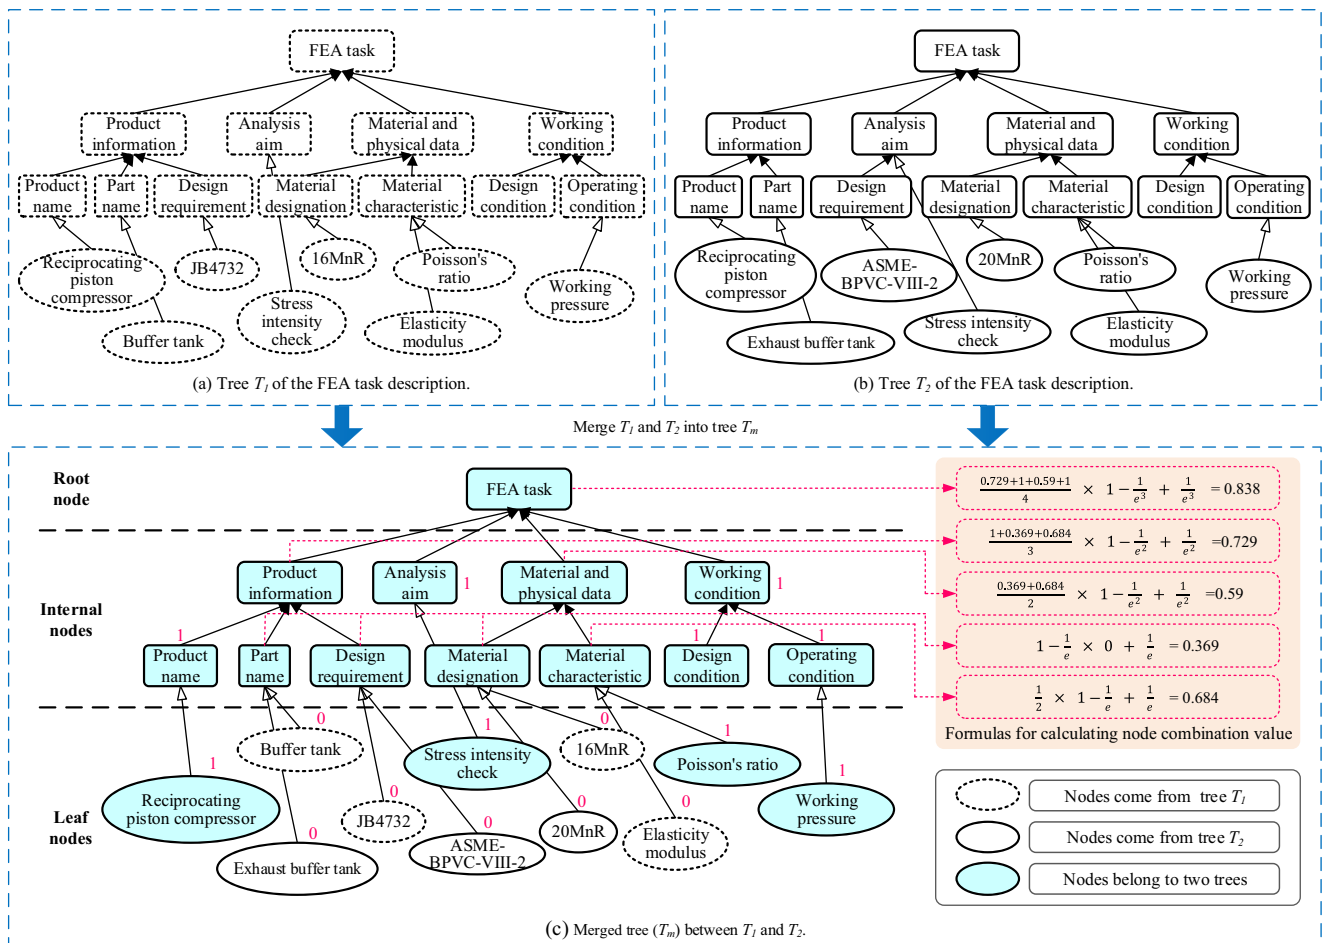 FEA task
Product
information
Analysis
aim
Material and
physical data
Working
condition
Product
name
Part
name
Design
requirement
Material
designation
Material
characteristic
Design
condition
Operating
condition
Reciprocating
piston
compressor
JB4732
16MnR
Poisson's
ratio
Working
pressure
Buffer tank
Stress
intensity
check
Elasticity
modulus
(a) Tree T1 of the FEA task description.
FEA task
Product
information
Analysis
aim
Material and
physical data
Working
condition
Product
name
Part
name
Design
requirement
Material
designation
Material
characteristic
Design
condition
Operating
condition
Reciprocating
piston
compressor
ASME-
BPVC-VIII-2
20MnR
Poisson's
ratio
Working
pressure
Exhaust buffer tank
Stress intensity
check
Elasticity
modulus
(b) Tree T2 of the FEA task description.
Merge T1 and T2 into tree Tm
Root
node
FEA task
Internal
nodes
Product
information
Analysis
aim
1
Material and
physical data
Working
condition
1
1
Product
name
Part
name
Design
requirement
Material
designation
Material
characteristic
1
Design
condition
1
Operating
condition
Leaf
nodes
1
Reciprocating
piston compressor
0
Buffer tank
0
Exhaust buffer tank
0
JB4732
0
ASME-
BPVC-VIII-2
1
Stress intensity
check
0
20MnR
0
16MnR
0
Elasticity
modulus
1
Poisson's ratio
1
Working
pressure
(0.729+1+0.59+1)/4 × 1 − 1/e^3 + 1/e^3 = 0.838
(1+0.369+0.684)/3 × 1 − 1/e^2 + 1/e^2 =0.729
(0.369+0.684)/2 × 1 − 1/e^2 + 1/e^2 =0.59
1 − 1/e × 0 + 1/e = 0.369
1/2 × 1 − 1/e + 1/e = 0.684
Formulas for calculating node combination value
Nodes come from tree T1
Nodes come from tree T2
Nodes belong to two trees
(c) Merged tree (Tm) between T1 and T2.